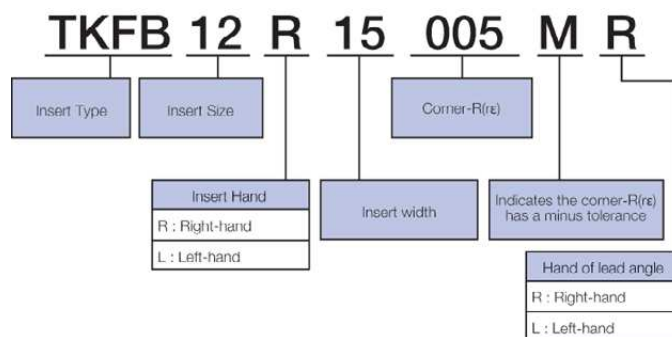 TKFB 12 R 15 005 M R
Insert Type
Insert Size
Corner-R(rε)
Insert Hand
R : Right-hand
L : Left-hand
Insert width
Indicates the corner-R(rε)
has a minus tolerance
Hand of lead angle
R : Right-hand
L : Left-hand